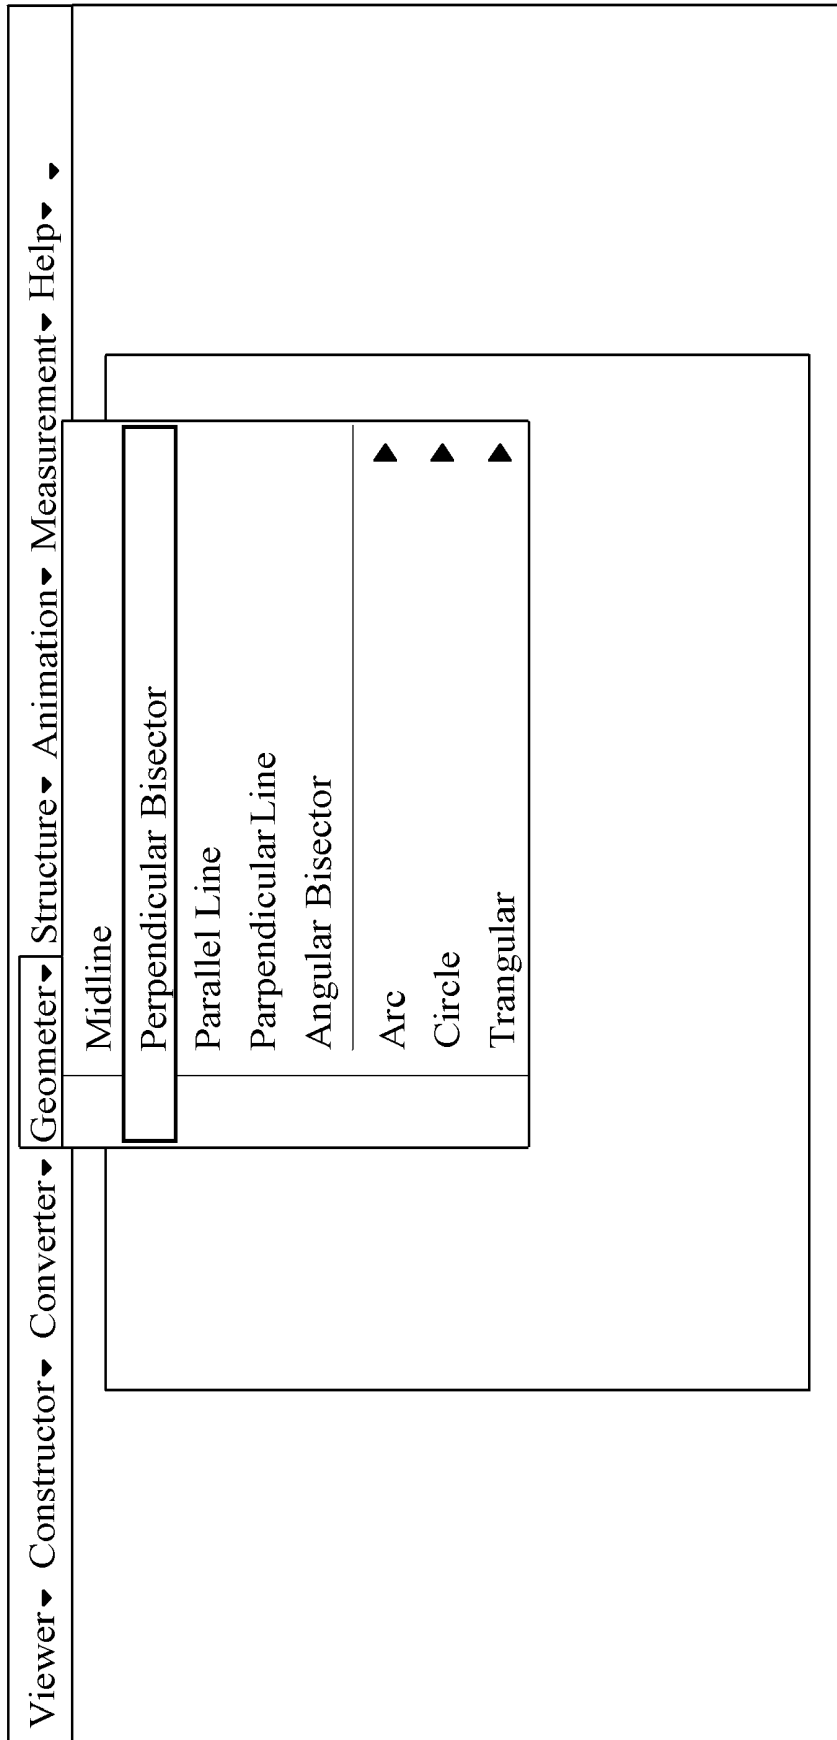 Viewer Constructor Converter Geometer Structure Animation Measurement Help
Midline
Perpendicular Bisector
Parallel Line
Parpendicular Line
Angular Bisector
Arc
Circle
Trangular